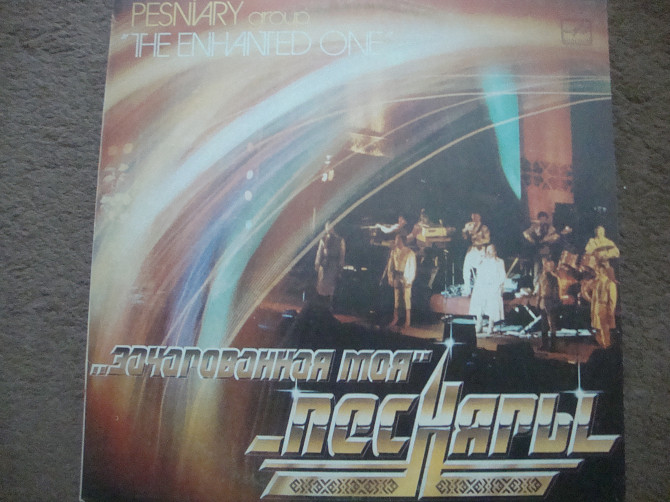 PESNIARY group
"THE ENHANTED ONE"
„Зачарованная моя"
ПЕСНЯРЫ